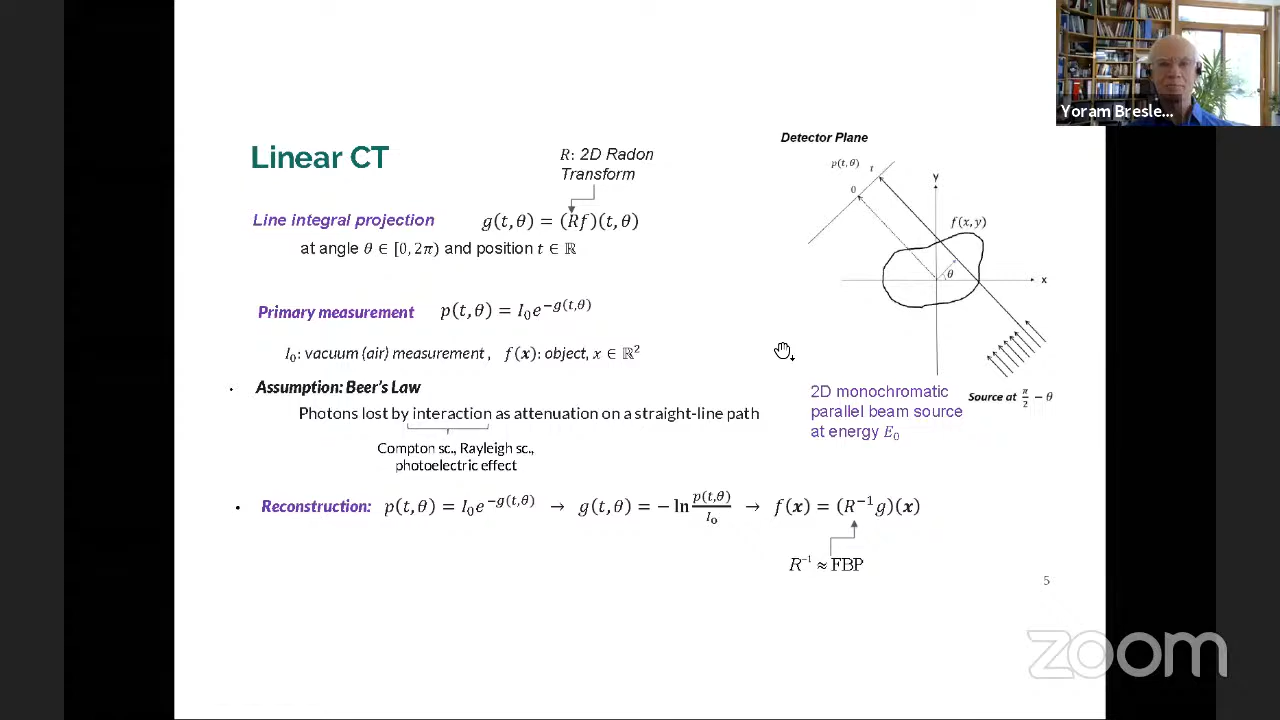 Yoram Bresle...
Linear CT
R: 2D Radon
Transform
Line integral projection
g(t,θ) = (Rf)(t,θ)
at angle θ ∈ [0, 2π) and position t ∈ ℝ
Primary measurement
p(t,θ) = I₀e^{−g(t,θ)}
I₀: vacuum (air) measurement , f(𝒙): object, x ∈ ℝ²
• Assumption: Beer's Law
Photons lost by interaction as attenuation on a straight-line path
Compton sc., Rayleigh sc.,
photoelectric effect
• Reconstruction: p(t,θ) = I₀e^{−g(t,θ)} → g(t,θ) = −ln p(t,θ)/I₀ → f(𝒙) = (R⁻¹g)(𝒙)
R⁻¹ ≈ FBP
Detector Plane
p(t,θ)
t
0
y
f(x,y)
θ
x
2D monochromatic
parallel beam source
at energy E₀
Source at π/2 − θ
5
zoom